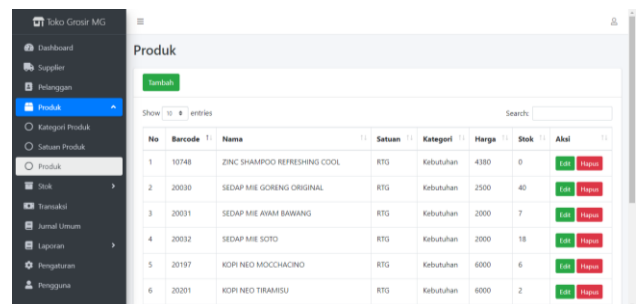 Toko Grosir MG
Dashboard
Supplier
Pelanggan
Produk
Kategori Produk
Satuan Produk
Produk
Stok
Transaksi
Jurnal Umum
Laporan
Pengaturan
Pengguna
Produk
Tambah
Show 10 entries Search:
No Barcode Nama Satuan Kategori Harga Stok Aksi
1 10748 ZINC SHAMPOO REFRESHING COOL RTG Kebutuhan 4380 0 Edit Hapus
2 20030 SEDAP MIE GORENG ORIGINAL RTG Kebutuhan 2500 40 Edit Hapus
3 20031 SEDAP MIE AYAM BAWANG RTG Kebutuhan 2000 7 Edit Hapus
4 20032 SEDAP MIE SOTO RTG Kebutuhan 2000 18 Edit Hapus
5 20197 KOPI NEO MOCCHACINO RTG Kebutuhan 6000 6 Edit Hapus
6 20201 KOPI NEO TIRAMISU RTG Kebutuhan 6000 2 Edit Hapus